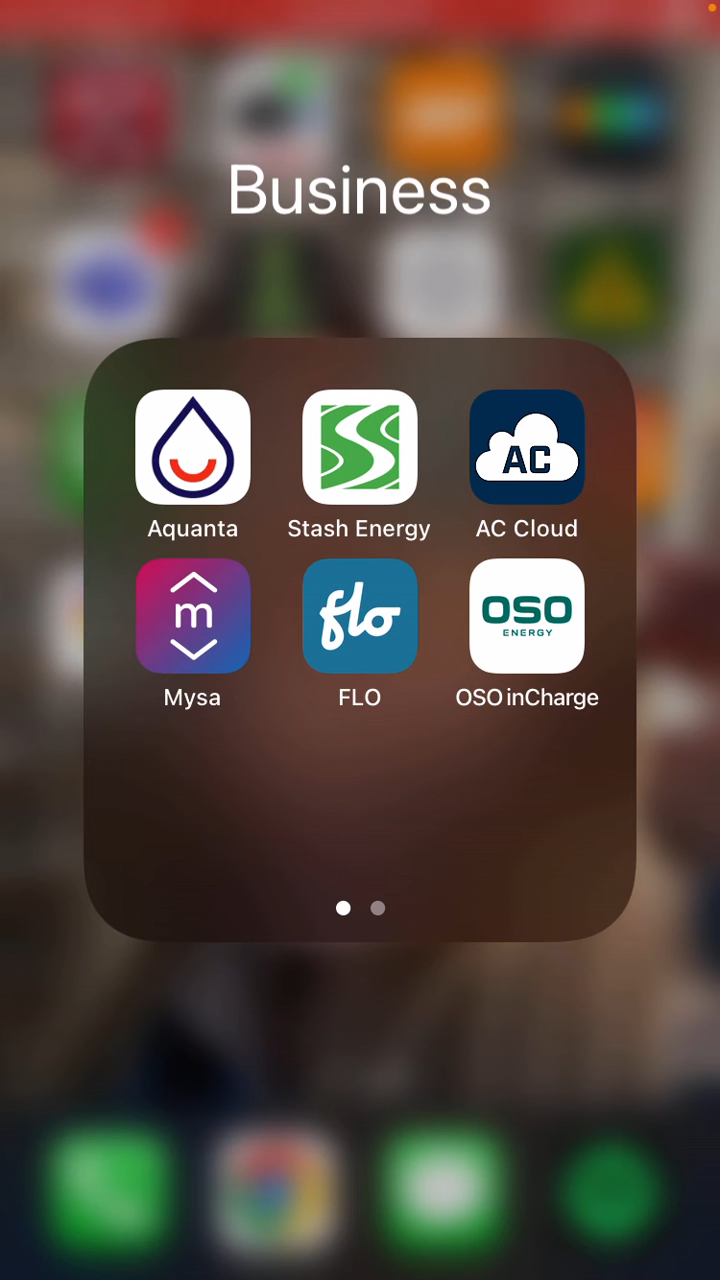 Business
AC
Aquanta
Stash Energy
AC Cloud
m
flo
OSO
ENERGY
Mysa
FLO
OSO inCharge